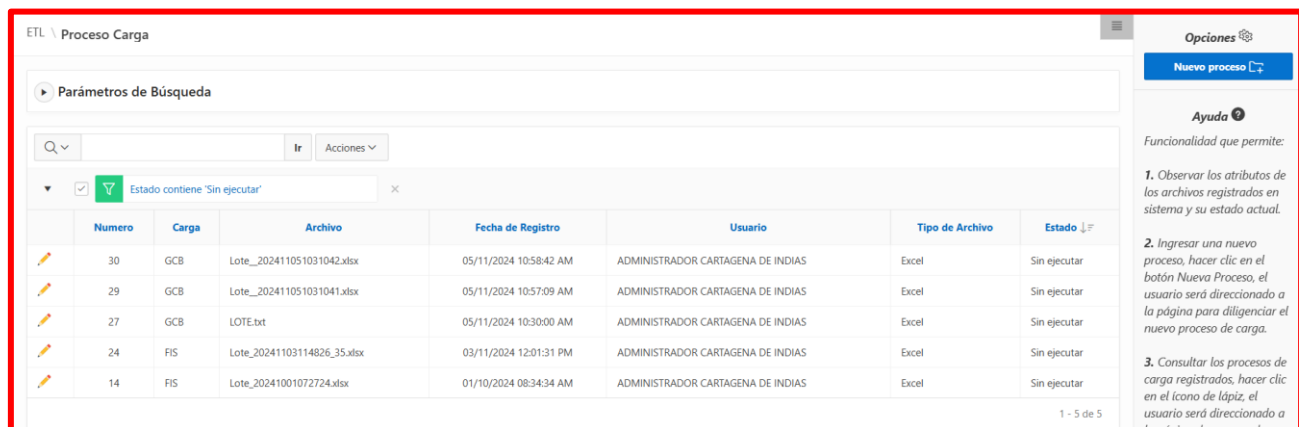 ETL \ Proceso Carga
Parámetros de Búsqueda
Ir Acciones
Estado contiene 'Sin ejecutar'
Numero Carga Archivo Fecha de Registro Usuario Tipo de Archivo Estado
30 GCB Lote__202411051031042.xlsx 05/11/2024 10:58:42 AM ADMINISTRADOR CARTAGENA DE INDIAS Excel Sin ejecutar
29 GCB Lote__202411051031041.xlsx 05/11/2024 10:57:09 AM ADMINISTRADOR CARTAGENA DE INDIAS Excel Sin ejecutar
27 GCB LOTE.txt 05/11/2024 10:30:00 AM ADMINISTRADOR CARTAGENA DE INDIAS Excel Sin ejecutar
24 FIS Lote_20241103114826_35.xlsx 03/11/2024 12:01:31 PM ADMINISTRADOR CARTAGENA DE INDIAS Excel Sin ejecutar
14 FIS Lote_20241001072724.xlsx 01/10/2024 08:34:34 AM ADMINISTRADOR CARTAGENA DE INDIAS Excel Sin ejecutar
1 - 5 de 5
Opciones
Nuevo proceso
Ayuda
Funcionalidad que permite:
1. Observar los atributos de
los archivos registrados en
sistema y su estado actual.
2. Ingresar una nuevo
proceso, hacer clic en el
botón Nueva Proceso, el
usuario será direccionado a
la página para diligenciar el
nuevo proceso de carga.
3. Consultar los procesos de
carga registrados, hacer clic
en el ícono de lápiz, el
usuario será direccionado a